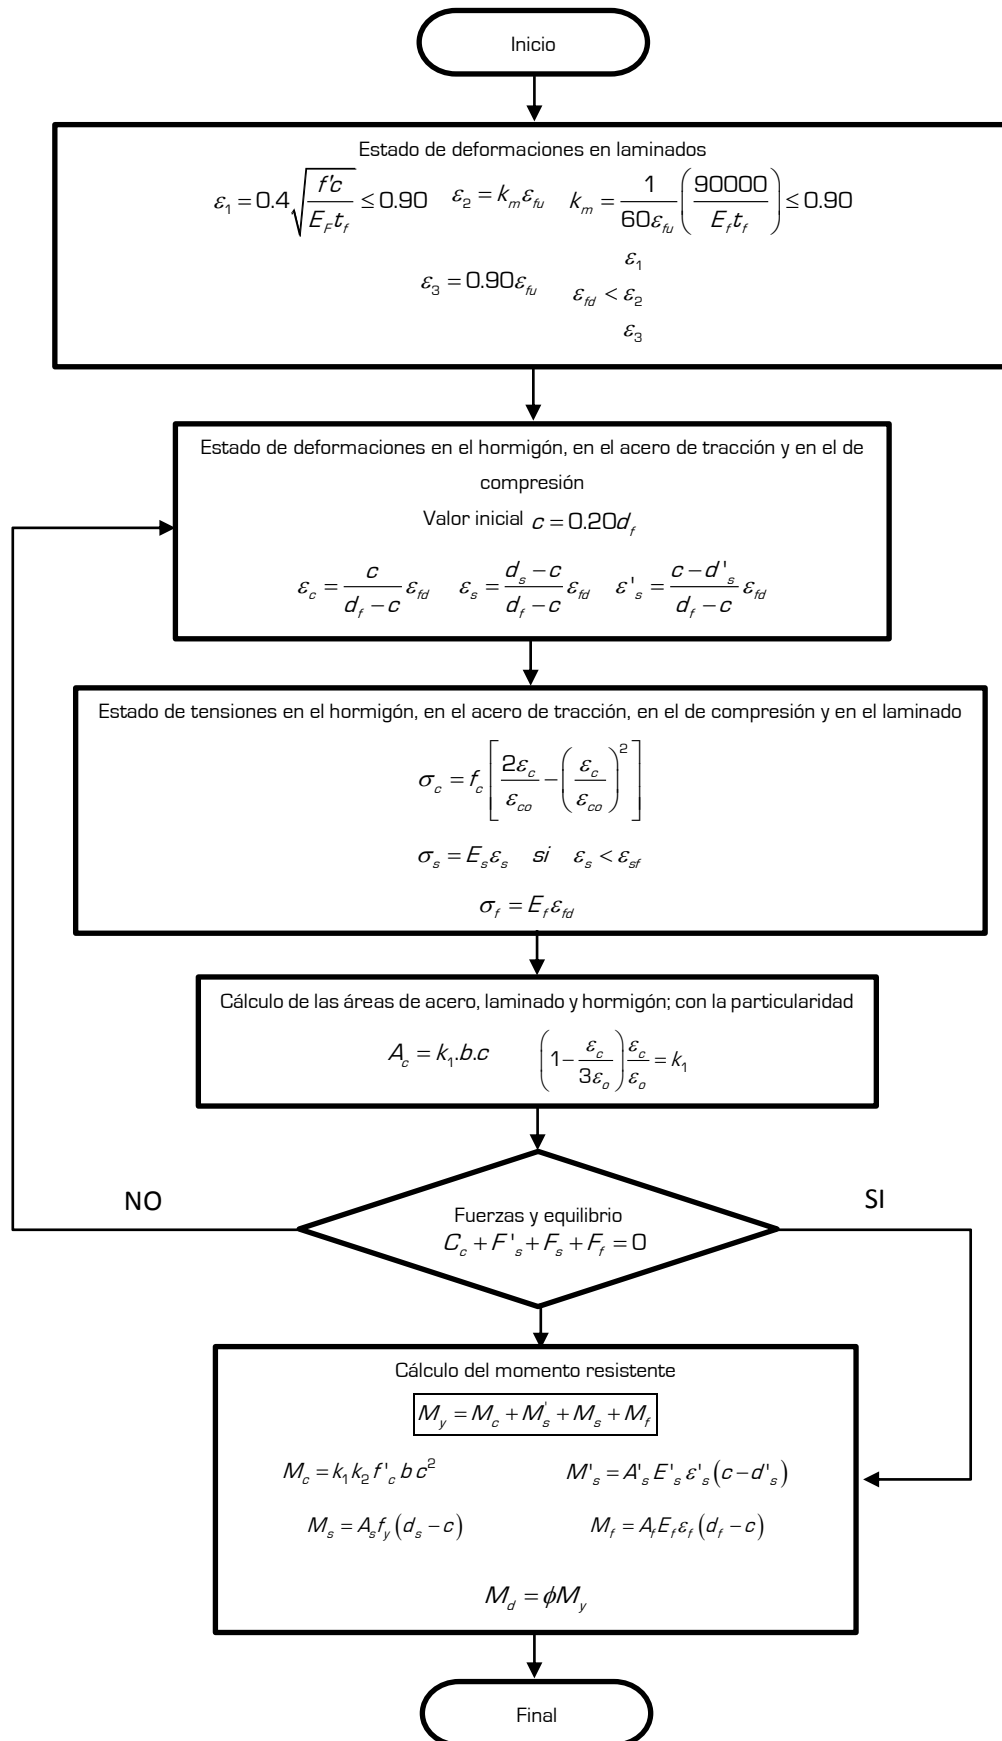 Inicio
Estado de deformaciones en laminados
ε₁ = 0.4√(f'c / E_F t_f) ≤ 0.90   ε₂ = k_m ε_fu   k_m = 1/(60ε_fu) (90000/(E_f t_f)) ≤ 0.90
ε₃ = 0.90ε_fu   ε_fd < ε₁ ε₂ ε₃
Estado de deformaciones en el hormigón, en el acero de tracción y en el de
compresión
Valor inicial c = 0.20d_f
ε_c = c/(d_f − c) ε_fd   ε_s = (d_s − c)/(d_f − c) ε_fd   ε'_s = (c − d'_s)/(d_f − c) ε_fd
Estado de tensiones en el hormigón, en el acero de tracción, en el de compresión y en el laminado
σ_c = f_c [2ε_c/ε_co − (ε_c/ε_co)²]
σ_s = E_s ε_s   si   ε_s < ε_sf
σ_f = E_f ε_fd
Cálculo de las áreas de acero, laminado y hormigón; con la particularidad
A_c = k₁.b.c   (1 − ε_c/(3ε_o)) ε_c/ε_o = k₁
NO
SI
Fuerzas y equilibrio
C_c + F'_s + F_s + F_f = 0
Cálculo del momento resistente
M_y = M_c + M'_s + M_s + M_f
M_c = k₁ k₂ f'_c b c²   M'_s = A'_s E'_s ε'_s (c − d'_s)
M_s = A_s f_y (d_s − c)   M_f = A_f E_f ε_f (d_f − c)
M_d = ϕM_y
Final